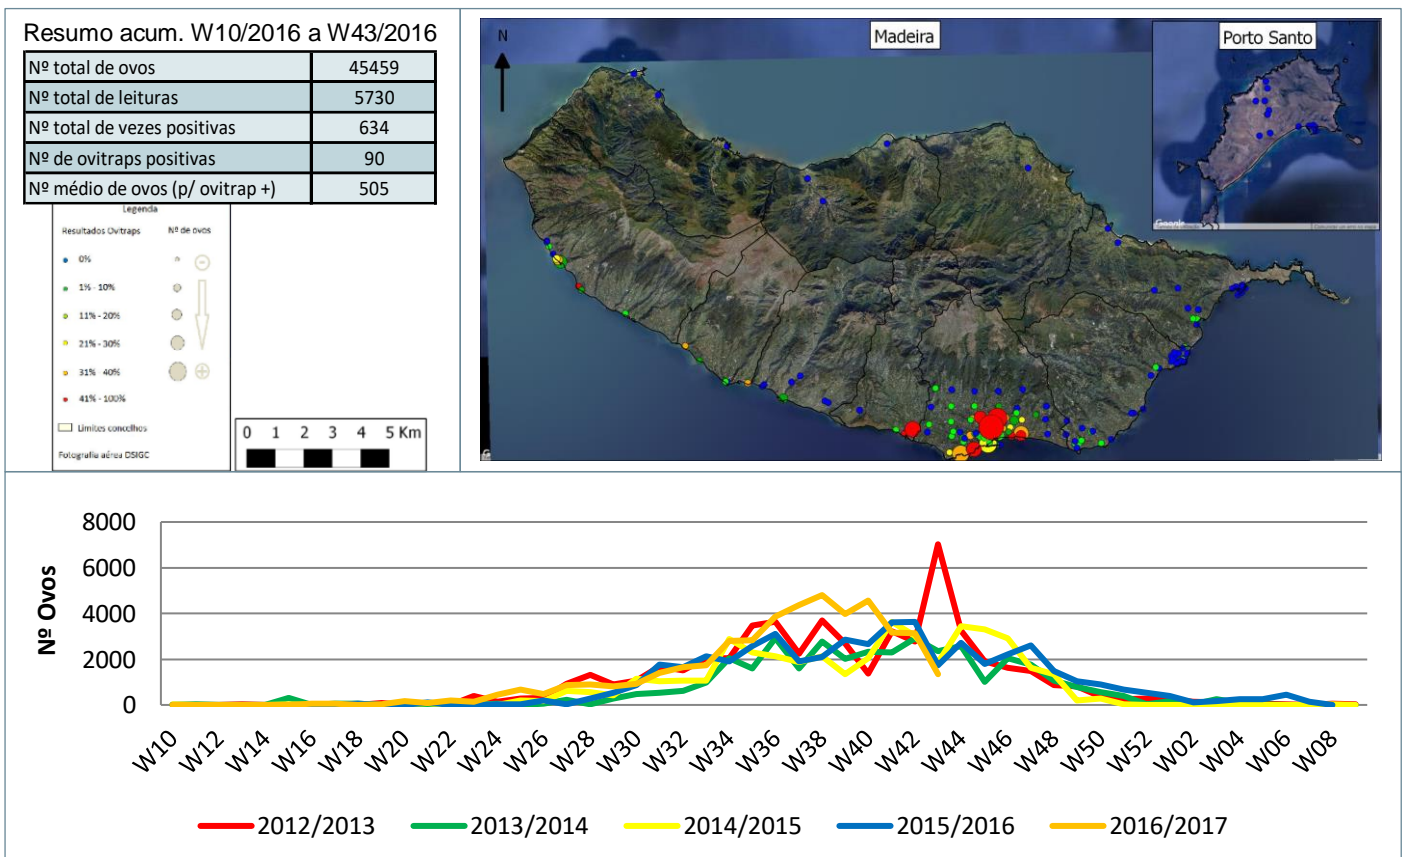 Resumo acum. W10/2016 a W43/2016
Nº total de ovos 45459
Nº total de leituras 5730
Nº total de vezes positivas 634
Nº de ovitraps positivas 90
Nº médio de ovos (p/ ovitrap +) 505
Legenda
Resultados Ovitraps Nº de ovos
0%
1% - 10%
11% - 20%
21% - 30%
31% - 40%
41% - 100%
Limites concelhos
Fotografia aérea DSIGC
0 1 2 3 4 5 Km
N
Madeira
Porto Santo
Google
8000
6000
4000
2000
0
Nº Ovos
W10 W12 W14 W16 W18 W20 W22 W24 W26 W28 W30 W32 W34 W36 W38 W40 W42 W44 W46 W48 W50 W52 W02 W04 W06 W08
2012/2013 2013/2014 2014/2015 2015/2016 2016/2017